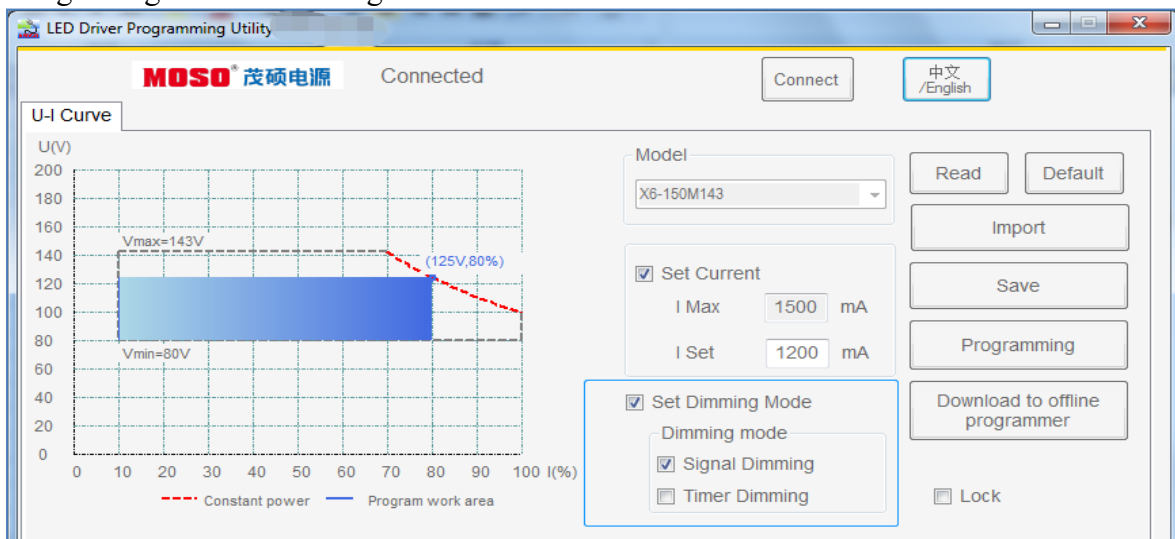 LED Driver Programming Utility
MOSO® 茂硕电源
Connected
Connect
中文
/English
U-I Curve
U(V)
200
180
160
140
120
100
80
60
40
20
0
Vmax=143V
(125V,80%)
Vmin=80V
0 10 20 30 40 50 60 70 80 90 100 I(%)
Constant power
Program work area
Model
X6-150M143
Set Current
I Max 1500 mA
I Set 1200 mA
Set Dimming Mode
Dimming mode
Signal Dimming
Timer Dimming
Read
Default
Import
Save
Programming
Download to offline
programmer
Lock